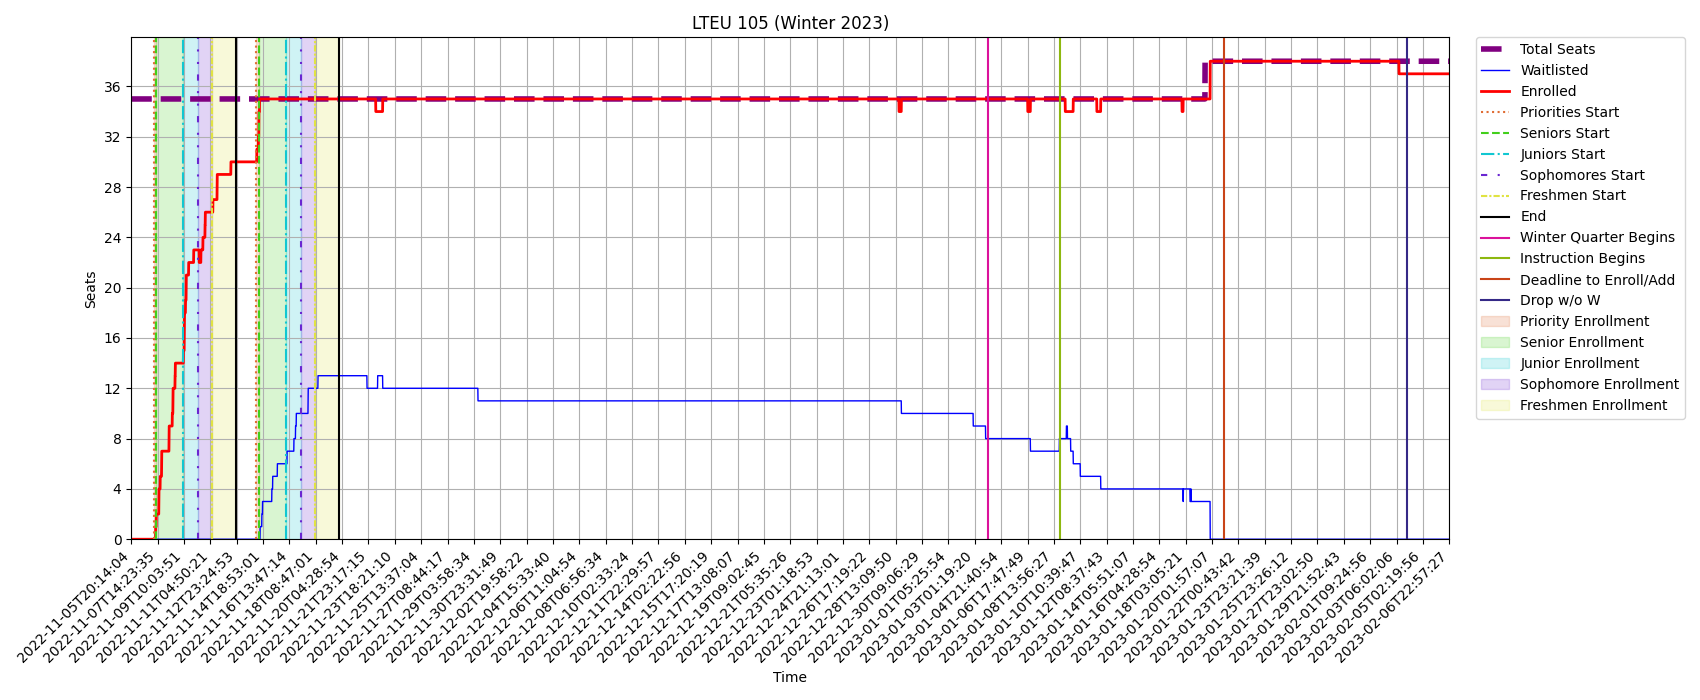 LTEU 105 (Winter 2023)
Seats
36
32
28
24
20
16
12
8
4
0
2022-11-05T20:14:04
2022-11-07T14:23:35
2022-11-09T10:03:51
2022-11-11T04:50:21
2022-11-12T23:24:53
2022-11-14T18:53:01
2022-11-16T13:47:14
2022-11-18T08:47:01
2022-11-20T04:28:54
2022-11-21T23:17:15
2022-11-23T18:21:10
2022-11-25T13:37:04
2022-11-27T08:44:17
2022-11-29T03:58:34
2022-11-30T23:31:49
2022-12-02T19:58:22
2022-12-04T15:33:40
2022-12-06T11:04:54
2022-12-08T06:56:34
2022-12-10T02:33:24
2022-12-11T22:29:57
2022-12-14T02:22:56
2022-12-15T17:20:19
2022-12-17T13:08:07
2022-12-19T09:02:45
2022-12-21T05:35:26
2022-12-23T01:18:53
2022-12-24T21:13:01
2022-12-26T17:19:22
2022-12-28T13:09:50
2022-12-30T09:06:29
2023-01-01T05:25:54
2023-01-03T01:19:20
2023-01-04T21:40:54
2023-01-06T17:47:49
2023-01-08T13:56:27
2023-01-10T10:39:47
2023-01-12T08:37:43
2023-01-14T05:51:07
2023-01-16T04:28:54
2023-01-18T03:05:21
2023-01-20T01:57:07
2023-01-22T00:43:42
2023-01-23T23:21:39
2023-01-25T23:26:12
2023-01-27T23:02:50
2023-01-29T21:52:43
2023-02-01T09:24:56
2023-02-03T06:02:06
2023-02-05T02:19:56
2023-02-06T22:57:27
Time
Total Seats
Waitlisted
Enrolled
Priorities Start
Seniors Start
Juniors Start
Sophomores Start
Freshmen Start
End
Winter Quarter Begins
Instruction Begins
Deadline to Enroll/Add
Drop w/o W
Priority Enrollment
Senior Enrollment
Junior Enrollment
Sophomore Enrollment
Freshmen Enrollment